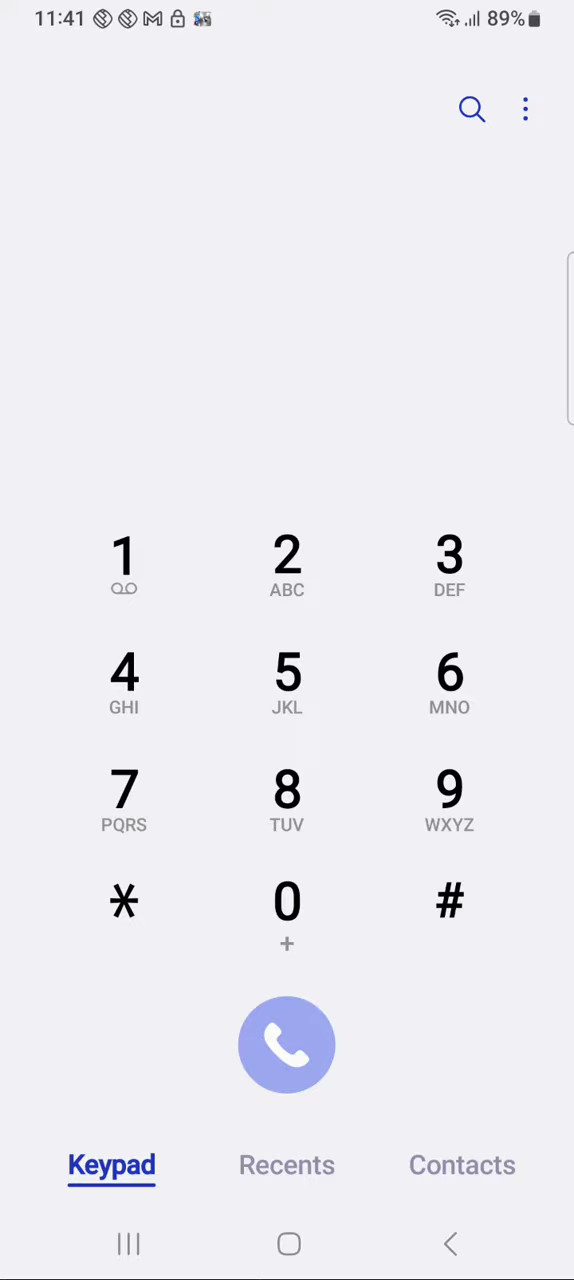 11:41 89%
1 2 3
ABC DEF
4 5 6
GHI JKL MNO
7 8 9
PQRS TUV WXYZ
* 0 #
+
Keypad Recents Contacts